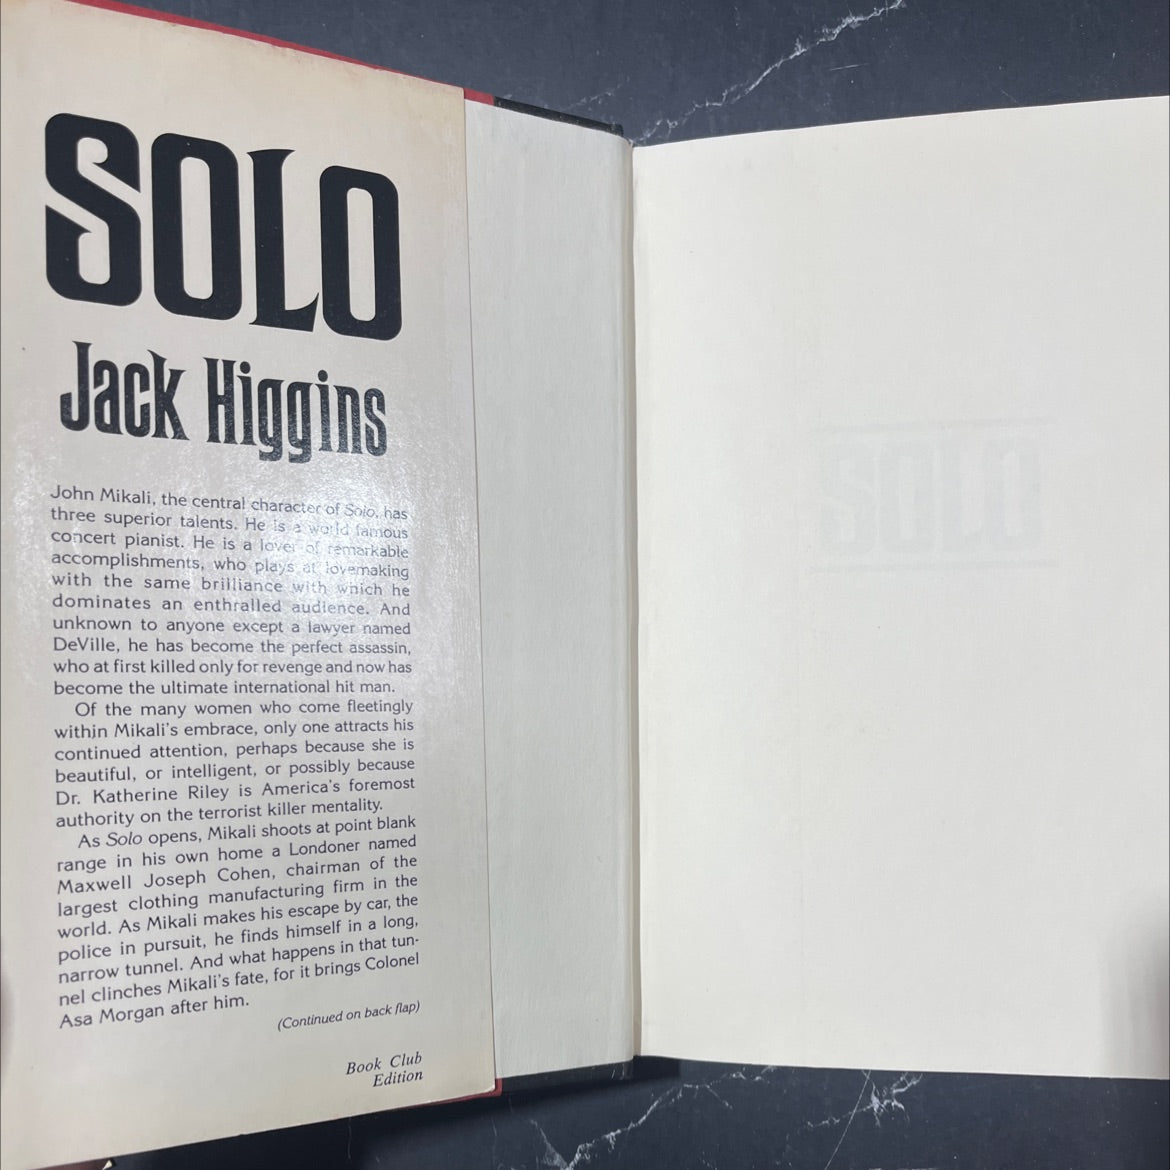 SOLO
Jack Higgins
John Mikali, the central character of Solo, has
three superior talents. He is a world famous
concert pianist. He is a lover of remarkable
accomplishments, who plays at lovemaking
with the same brilliance with which he
dominates an enthralled audience. And
unknown to anyone except a lawyer named
DeVille, he has become the perfect assassin,
who at first killed only for revenge and now has
become the ultimate international hit man.
Of the many women who come fleetingly
within Mikali's embrace, only one attracts his
continued attention, perhaps because she is
beautiful, or intelligent, or possibly because
Dr. Katherine Riley is America's foremost
authority on the terrorist killer mentality.
As Solo opens, Mikali shoots at point blank
range in his own home a Londoner named
Maxwell Joseph Cohen, chairman of the
largest clothing manufacturing firm in the
world. As Mikali makes his escape by car, the
police in pursuit, he finds himself in a long,
narrow tunnel. And what happens in that tun-
nel clinches Mikali's fate, for it brings Colonel
Asa Morgan after him.
(Continued on back flap)
Book Club
Edition
SOLO